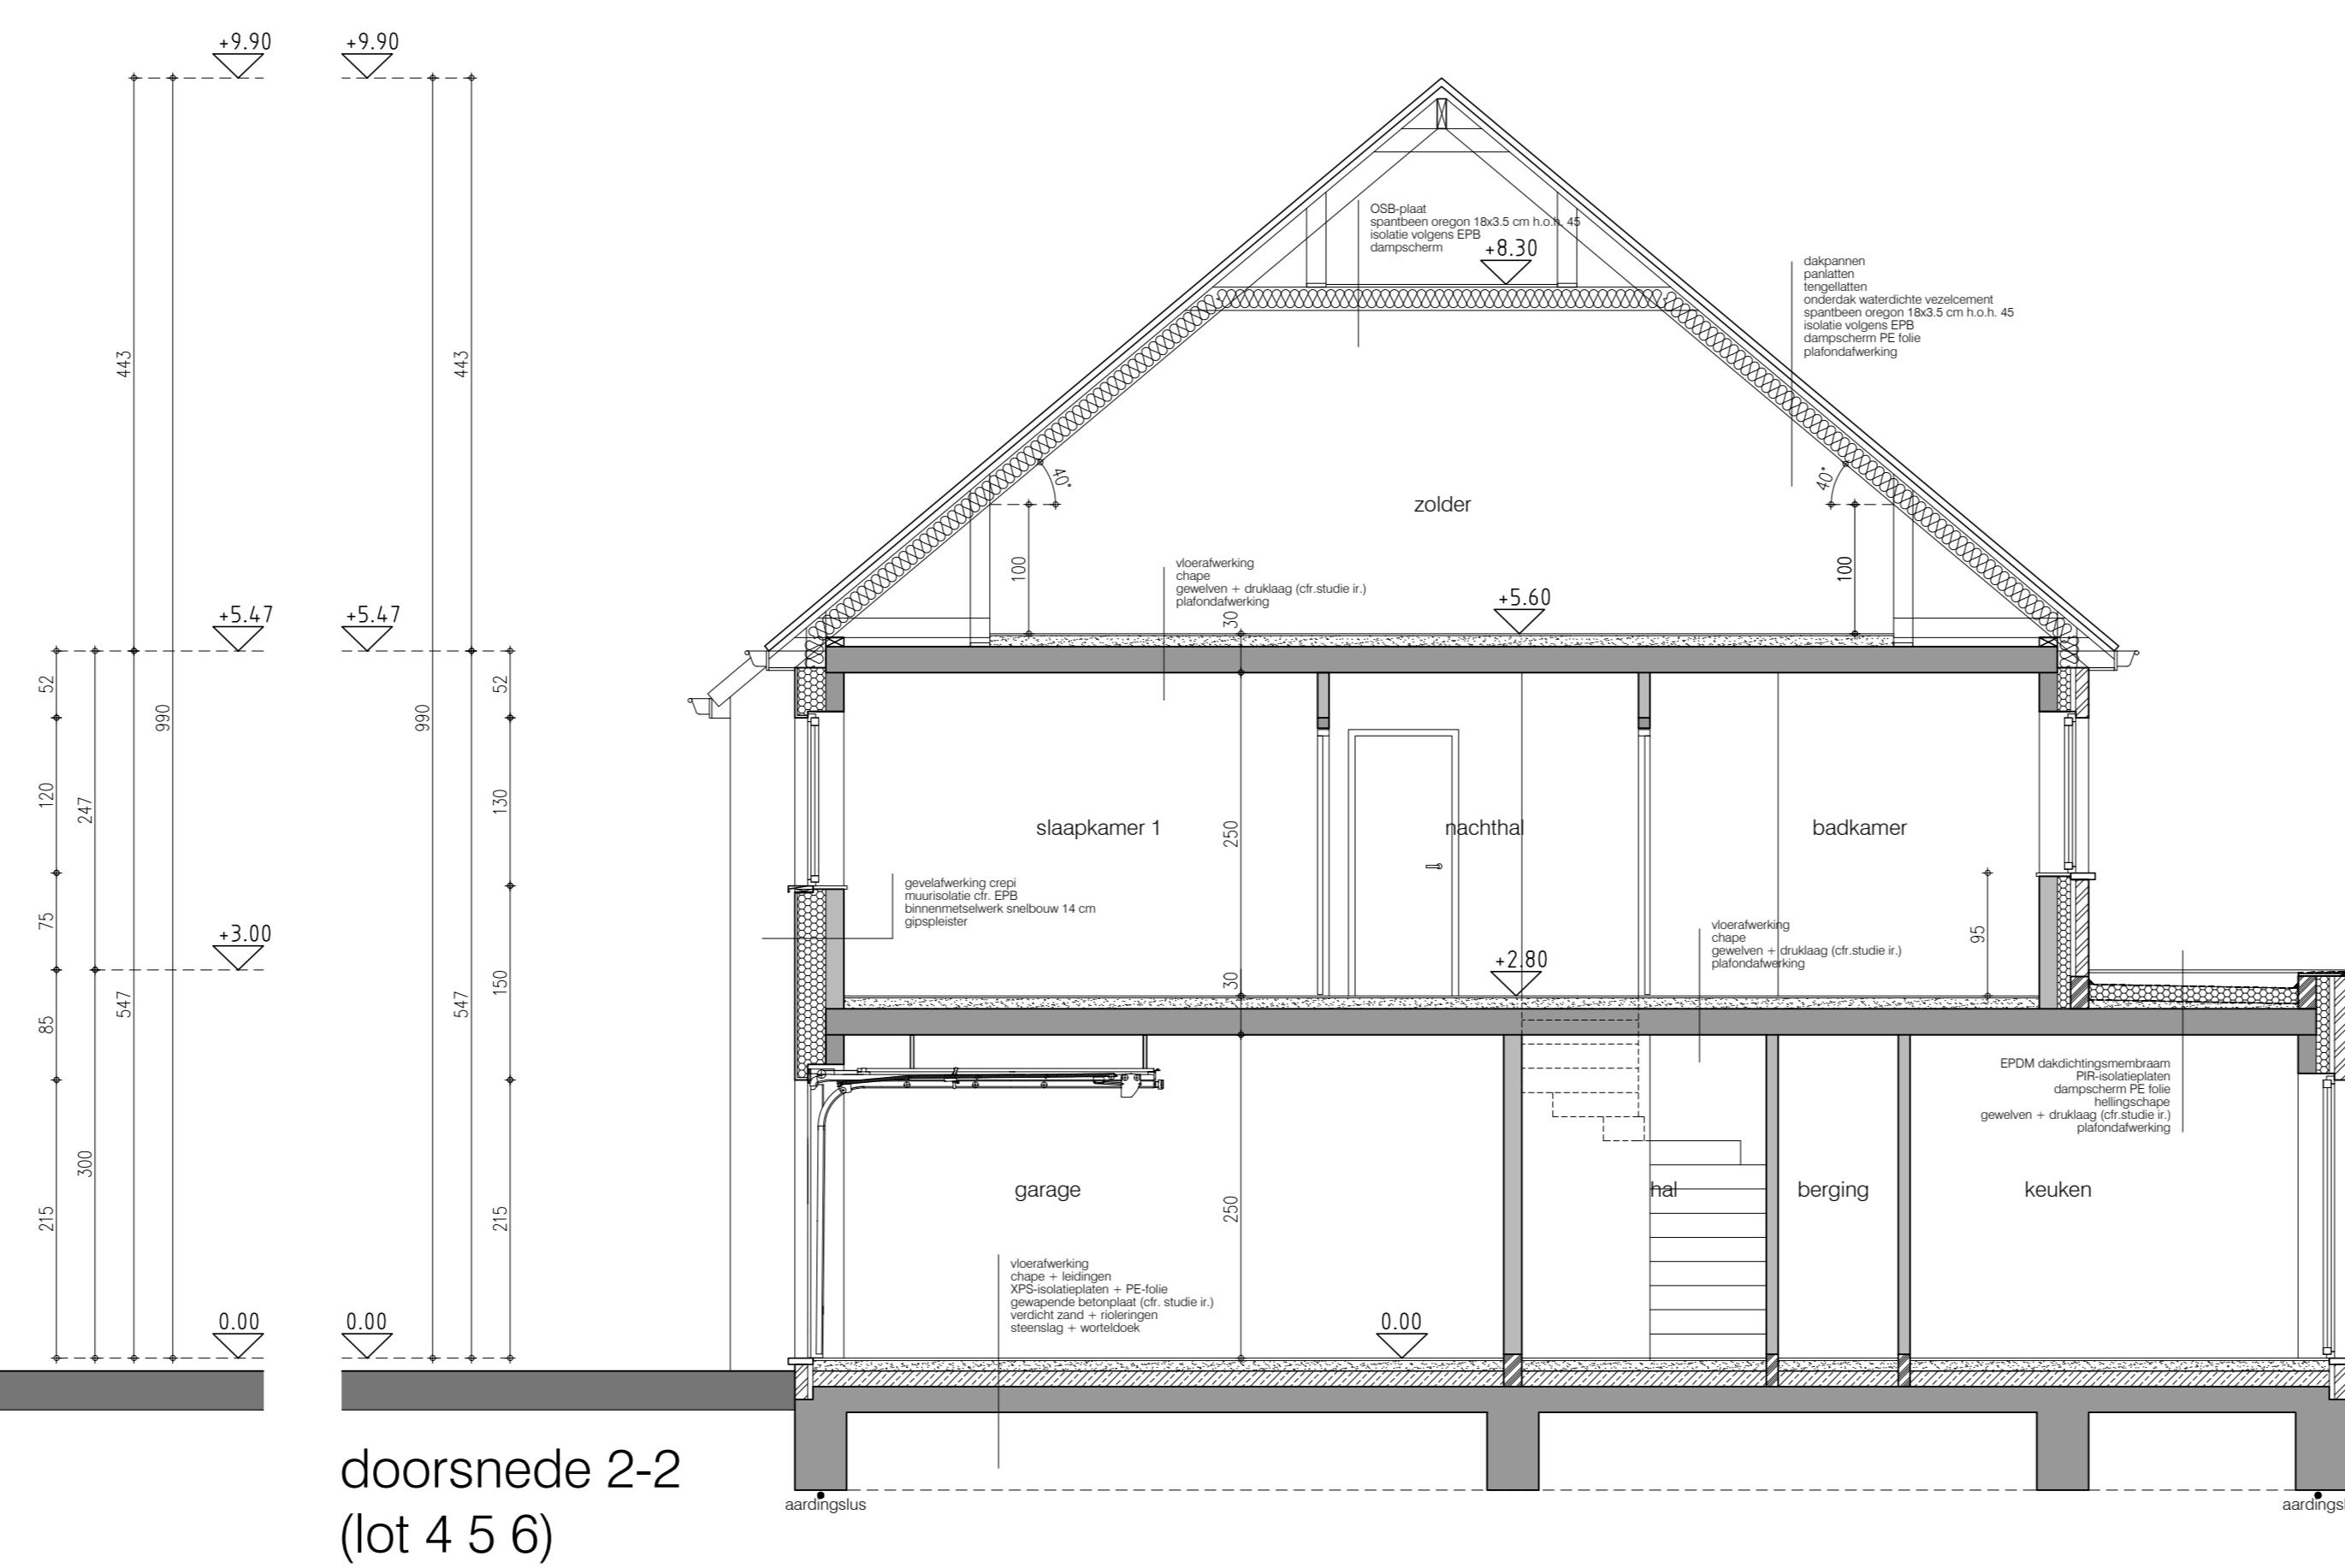 +9.90
+9.90
443
443
+5.47
+5.47
52
52
990
990
120
130
247
75
+3.00
150
547
547
85
300
215
215
0.00
0.00
OSB-plaat
spantbeen oregon 18x3.5 cm h.o.h. 45
isolatie volgens EPB
dampscherm
+8.30
dakpannen
panlatten
tengellatten
onderdak waterdichte vezelcement
spantbeen oregon 18x3.5 cm h.o.h. 45
isolatie volgens EPB
dampscherm PE folie
plafondafwerking
40°
40°
zolder
100
100
vloerafwerking
chape
gewelven + druklaag (cfr.studie ir.)
plafondafwerking
30
+5.60
slaapkamer 1
250
nachthal
badkamer
gevelafwerking crepi
muurisolatie cfr. EPB
binnenmetselwerk snelbouw 14 cm
gipspleister
vloerafwerking
chape
gewelven + druklaag (cfr.studie ir.)
plafondafwerking
95
30
+2.80
EPDM dakdichtingsmembraam
PIR-isolatieplaten
dampscherm PE folie
hellingschape
gewelven + druklaag (cfr.studie ir.)
plafondafwerking
garage
250
hal
berging
keuken
vloerafwerking
chape + leidingen
XPS-isolatieplaten + PE-folie
gewapende betonplaat (cfr. studie ir.)
verdicht zand + rioleringen
steenslag + worteldoek
0.00
doorsnede 2-2
(lot 4 5 6)
aardingslus
aardingsl